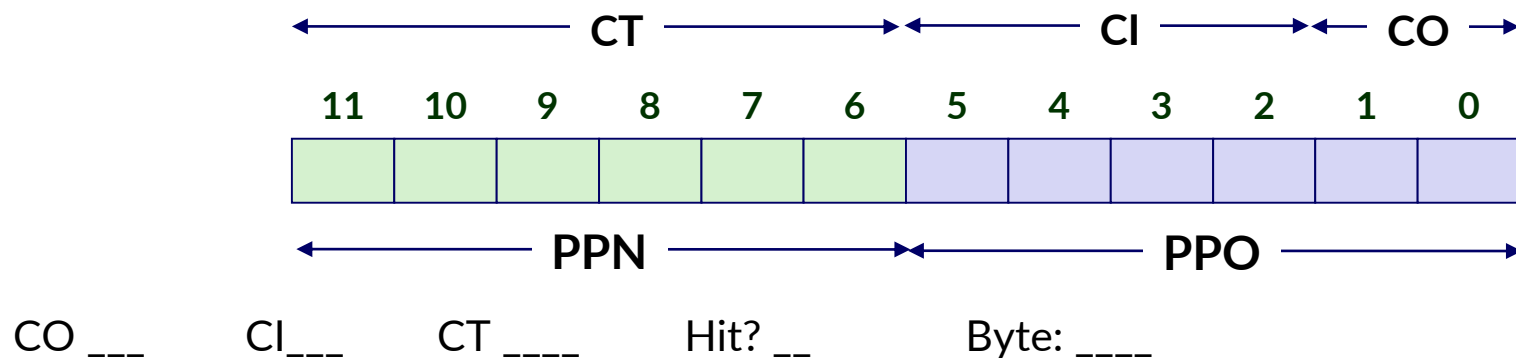 CT CI CO
11 10 9 8 7 6 5 4 3 2 1 0
PPN PPO
CO ___ CI___ CT ____ Hit? __ Byte: ____